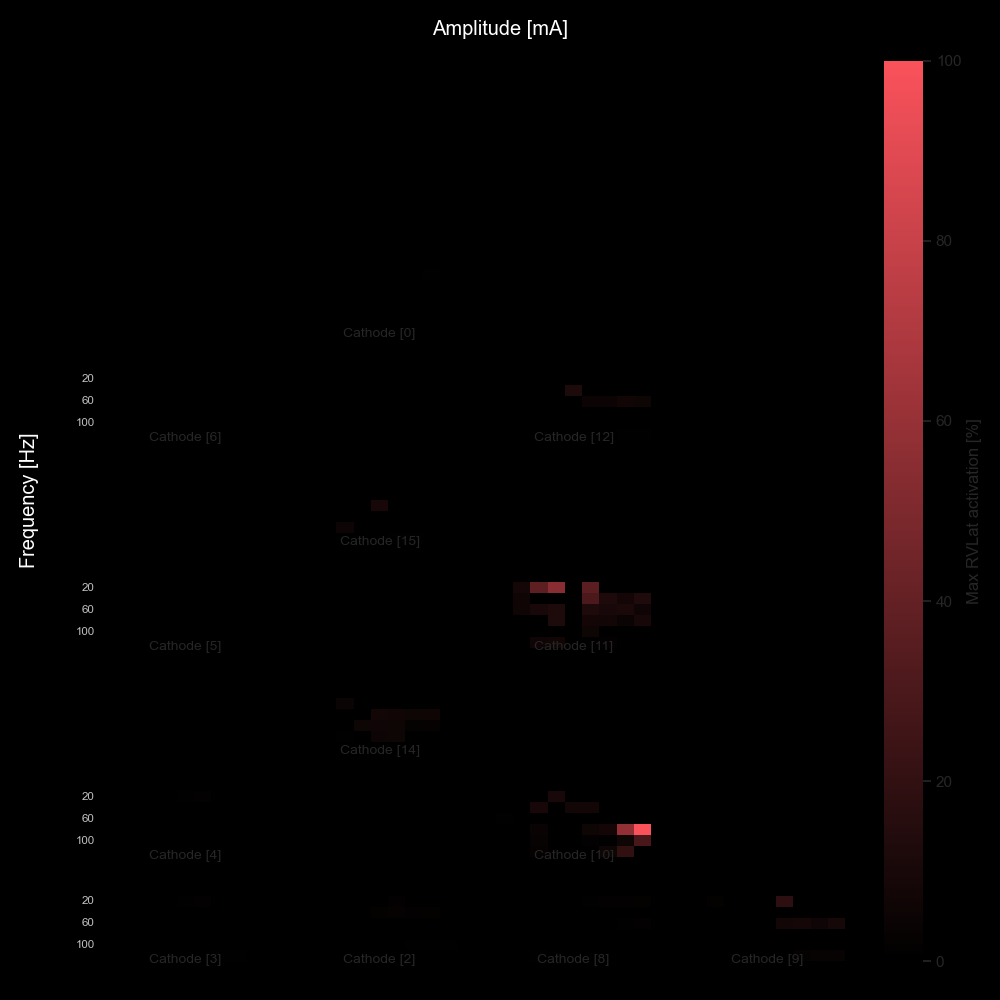 Amplitude [mA]
100
80
60
40
20
0
Max RVLat activation [%]
Frequency [Hz]
Cathode [0]
20
60
100
Cathode [6]
Cathode [12]
Cathode [15]
20
60
100
Cathode [5]
Cathode [11]
Cathode [14]
20
60
100
Cathode [4]
Cathode [10]
20
60
100
Cathode [3]
Cathode [2]
Cathode [8]
Cathode [9]